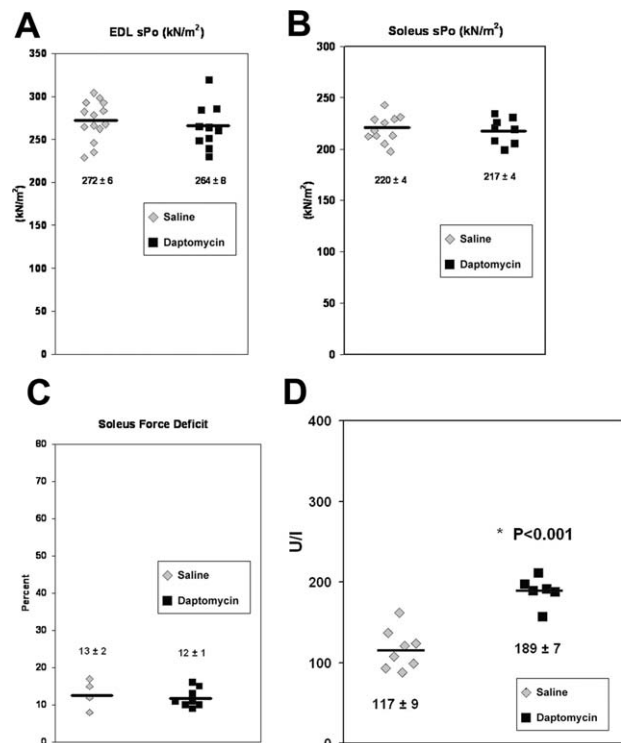 A
EDL sPo (kN/m²)
350
300
250
200
150
100
50
0
(kN/m²)
272 ± 6
264 ± 8
Saline
Daptomycin
B
Soleus sPo (kN/m²)
300
250
200
150
100
50
0
(kN/m²)
220 ± 4
217 ± 4
Saline
Daptomycin
C
Soleus Force Deficit
80
70
60
50
40
30
20
10
0
Percent
Saline
Daptomycin
13 ± 2
12 ± 1
D
400
300
200
100
0
U/l
* P<0.001
189 ± 7
117 ± 9
Saline
Daptomycin